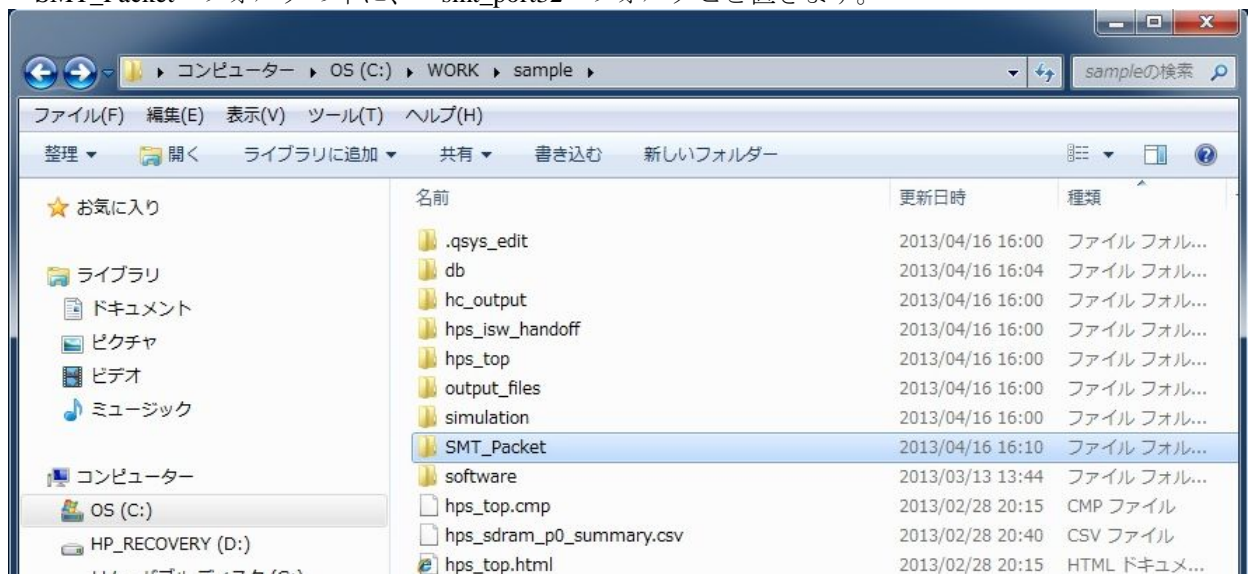 コンピューター ▸ OS (C:) ▸ WORK ▸ sample ▸ sampleの検索
ファイル(F) 編集(E) 表示(V) ツール(T) ヘルプ(H)
整理 ▼ 開く ライブラリに追加 ▼ 共有 ▼ 書き込む 新しいフォルダー
お気に入り
ライブラリ
ドキュメント
ピクチャ
ビデオ
ミュージック
コンピューター
OS (C:)
HP_RECOVERY (D:)
名前 更新日時 種類
.qsys_edit 2013/04/16 16:00 ファイル フォル...
db 2013/04/16 16:04 ファイル フォル...
hc_output 2013/04/16 16:00 ファイル フォル...
hps_isw_handoff 2013/04/16 16:00 ファイル フォル...
hps_top 2013/04/16 16:00 ファイル フォル...
output_files 2013/04/16 16:00 ファイル フォル...
simulation 2013/04/16 16:00 ファイル フォル...
SMT_Packet 2013/04/16 16:10 ファイル フォル...
software 2013/03/13 13:44 ファイル フォル...
hps_top.cmp 2013/02/28 20:15 CMP ファイル
hps_sdram_p0_summary.csv 2013/02/28 20:40 CSV ファイル
hps_top.html 2013/02/28 20:15 HTML ドキュメ...